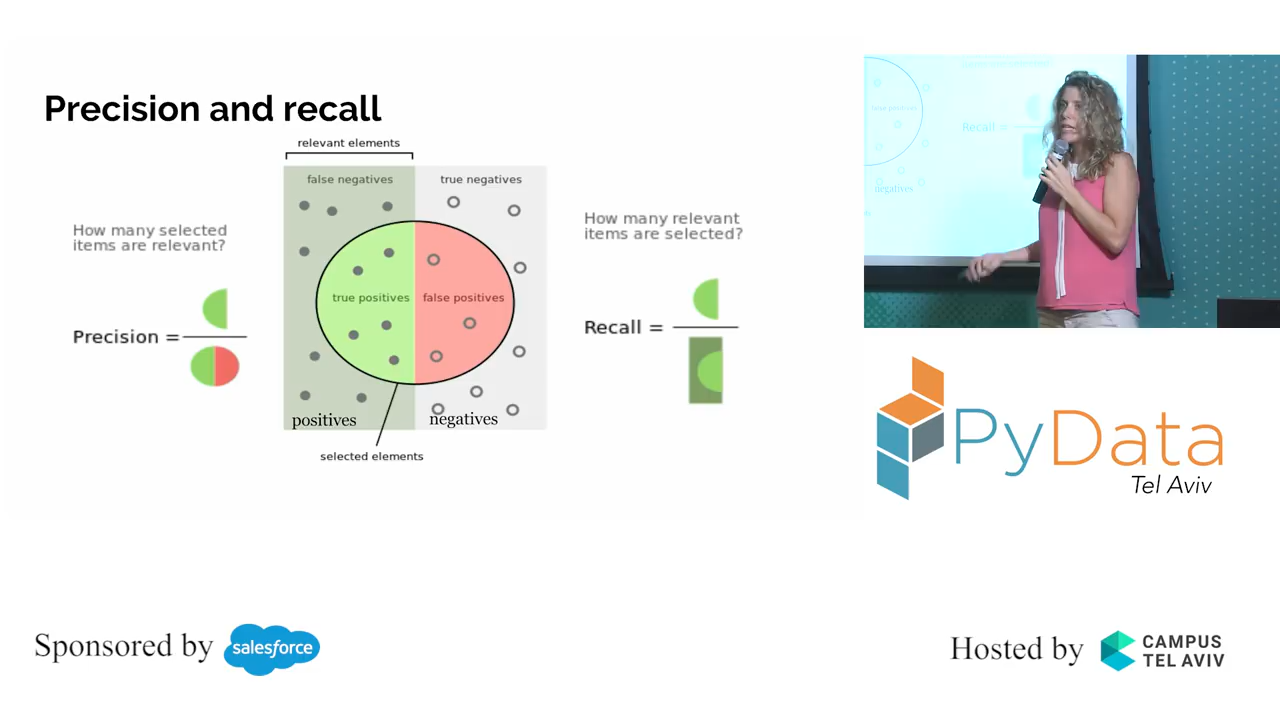 Precision and recall
relevant elements
false negatives
true negatives
How many selected
items are relevant?
Precision =
true positives
false positives
positives
negatives
selected elements
How many relevant
items are selected?
Recall =
Recall =
negatives
PyData
Tel Aviv
Sponsored by
salesforce
Hosted by
CAMPUS
TEL AVIV